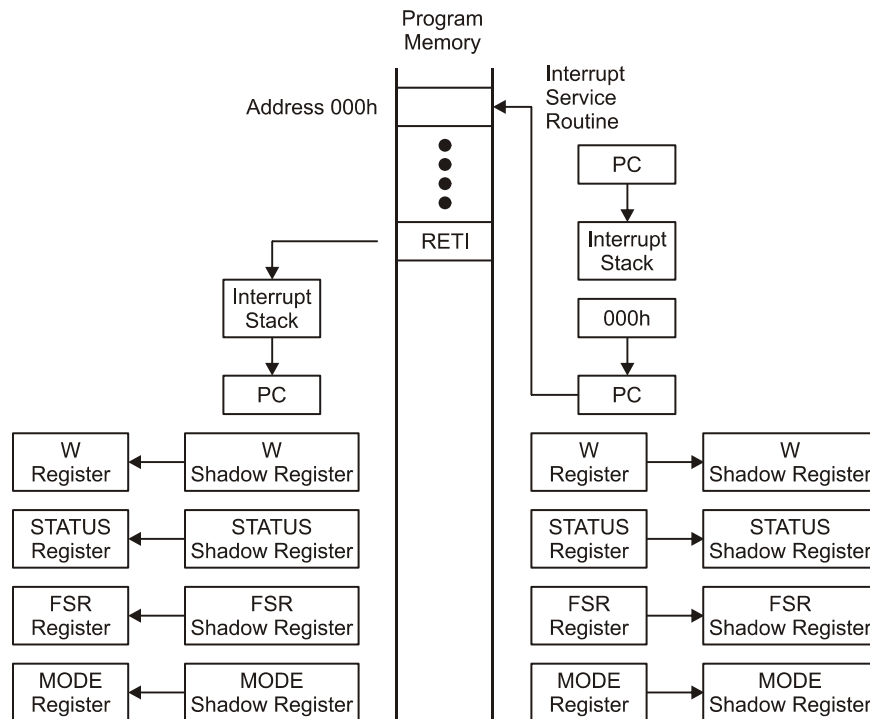 Program
Memory
Address 000h
Interrupt
Service
Routine
PC
RETI
Interrupt
Stack
Interrupt
Stack
000h
PC
PC
W
Register
W
Shadow Register
W
Register
W
Shadow Register
STATUS
Register
STATUS
Shadow Register
STATUS
Register
STATUS
Shadow Register
FSR
Register
FSR
Shadow Register
FSR
Register
FSR
Shadow Register
MODE
Register
MODE
Shadow Register
MODE
Register
MODE
Shadow Register